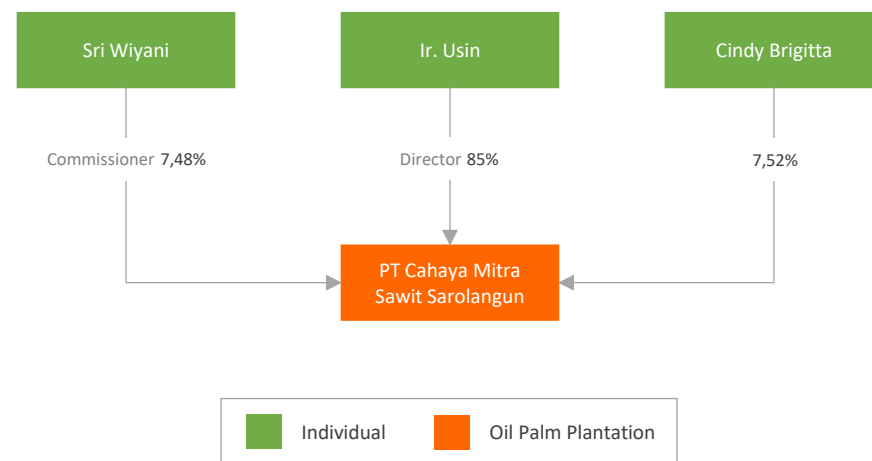 Sri Wiyani
Ir. Usin
Cindy Brigitta
Commissioner 7,48%
Director 85%
7,52%
PT Cahaya Mitra
Sawit Sarolangun
Individual
Oil Palm Plantation